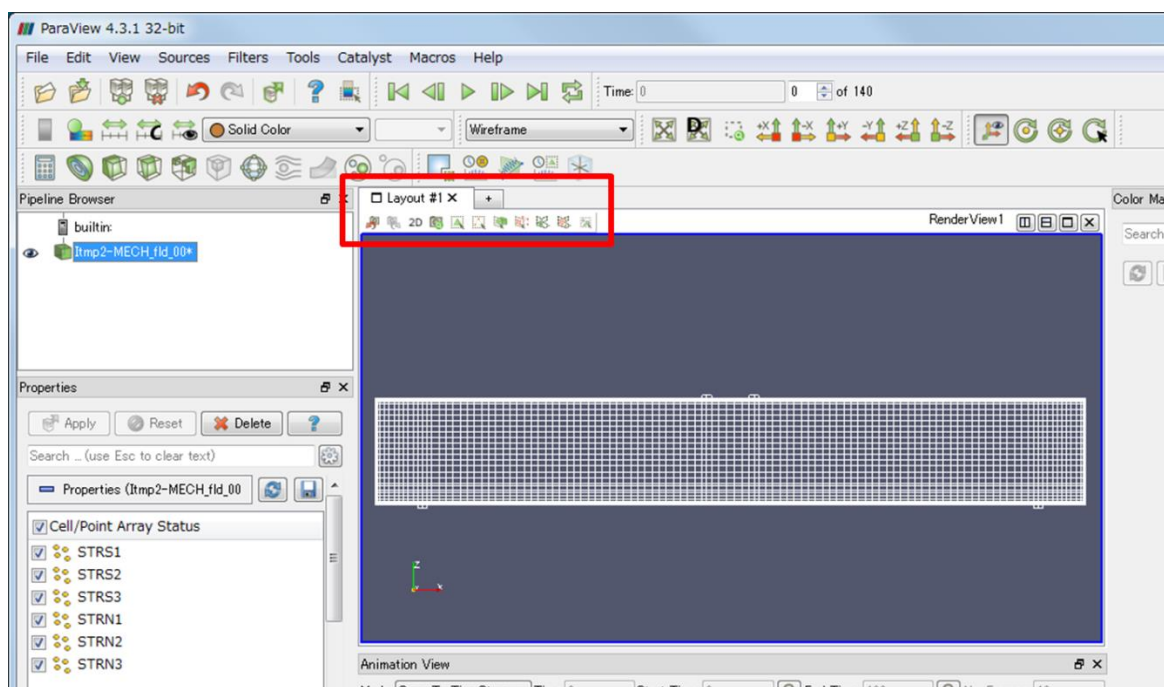 ParaView 4.3.1 32-bit
File Edit View Sources Filters Tools Catalyst Macros Help
Time: 0 0 of 140
Solid Color Wireframe
+X -X +Y -Y +Z -Z
Pipeline Browser
Layout #1
+
Color Ma
builtin:
2D
RenderView1
Search
Itmp2-MECH_fld_00*
Properties
Apply Reset Delete ?
Search ... (use Esc to clear text)
Properties (Itmp2-MECH_fld_00
Cell/Point Array Status
STRS1
STRS2
STRS3
STRN1
STRN2
STRN3
Z
X
Animation View